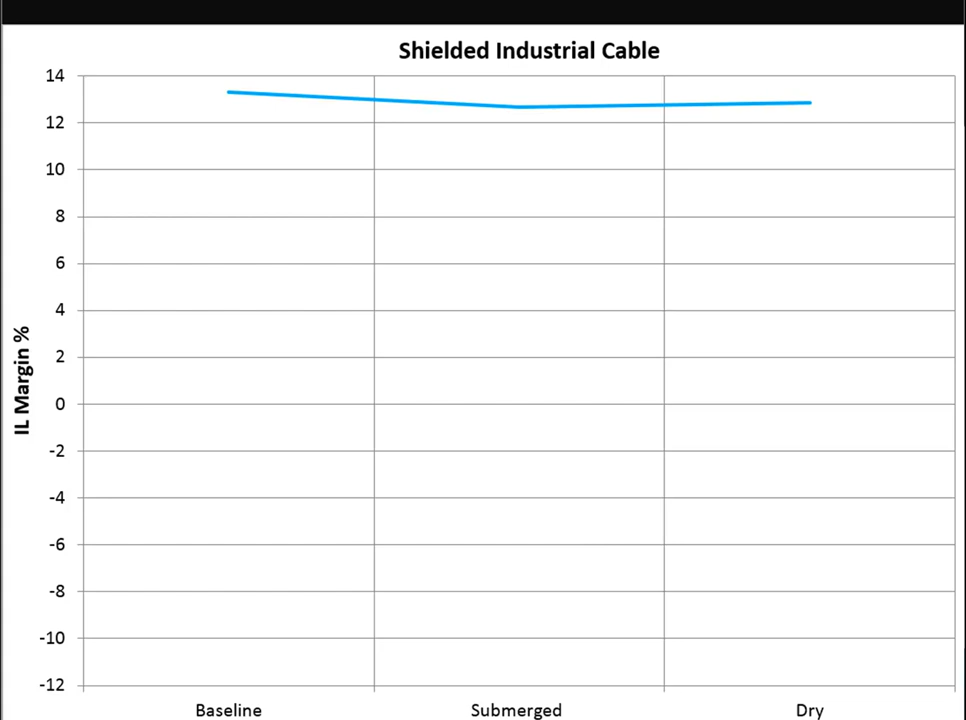 Shielded Industrial Cable
14
12
10
8
6
4
2
0
-2
-4
-6
-8
-10
-12
IL Margin %
Baseline
Submerged
Dry